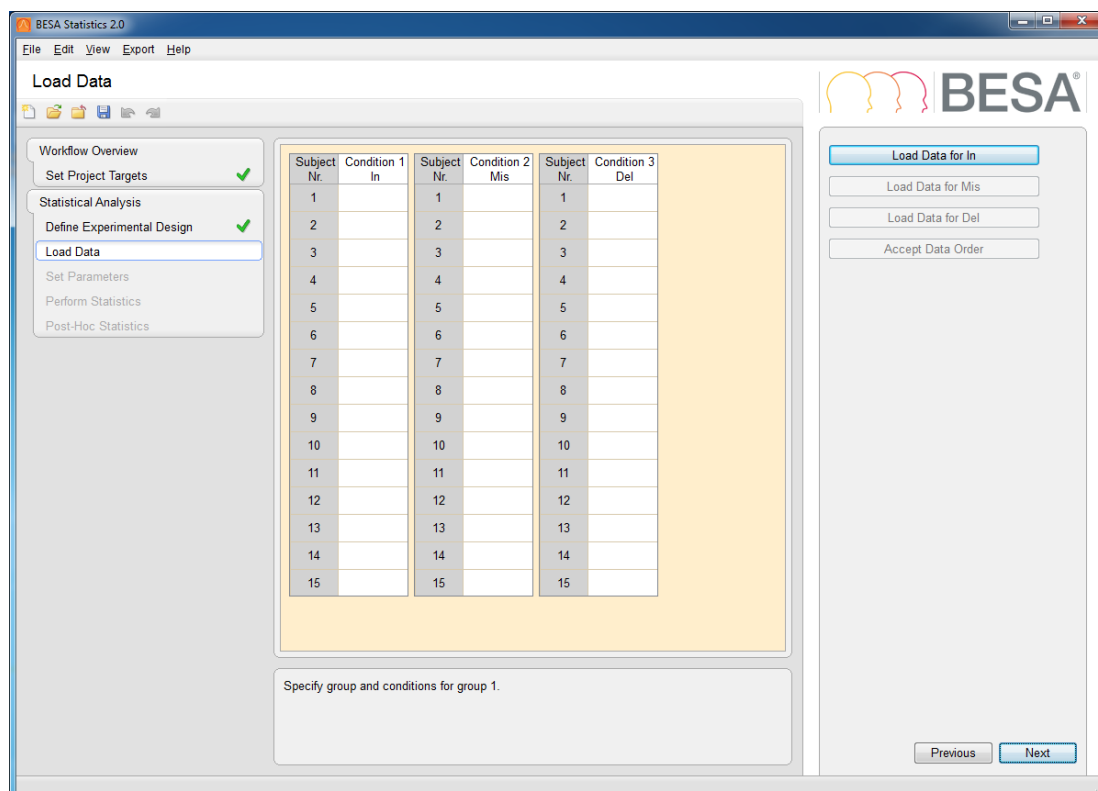 BESA Statistics 2.0
File Edit View Export Help
Load Data
BESA®
Workflow Overview
Set Project Targets
Statistical Analysis
Define Experimental Design
Load Data
Set Parameters
Perform Statistics
Post-Hoc Statistics
Subject Condition 1 Subject Condition 2 Subject Condition 3
Nr. In Nr. Mis Nr. Del
1 1 1
2 2 2
3 3 3
4 4 4
5 5 5
6 6 6
7 7 7
8 8 8
9 9 9
10 10 10
11 11 11
12 12 12
13 13 13
14 14 14
15 15 15
Specify group and conditions for group 1.
Load Data for In
Load Data for Mis
Load Data for Del
Accept Data Order
Previous Next